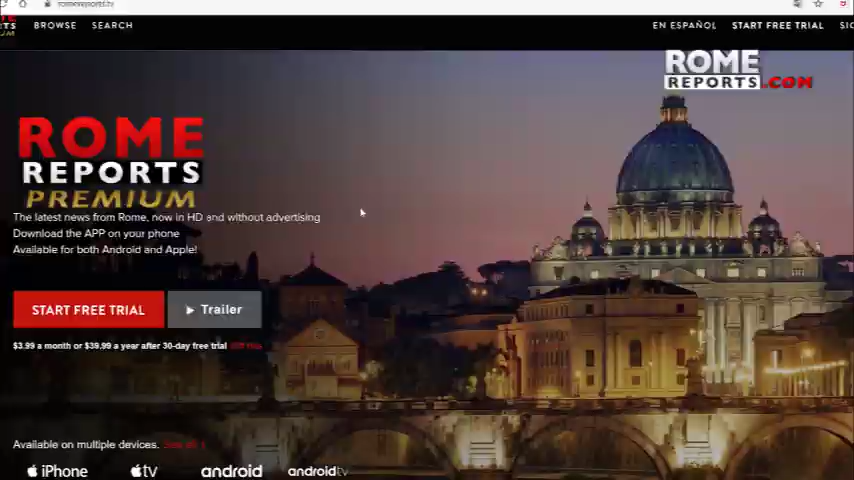 BROWSE SEARCH EN ESPAÑOL START FREE TRIAL
ROME
REPORTS.COM
ROME
REPORTS
PREMIUM
The latest news from Rome, now in HD and without advertising
Download the APP on your phone
Available for both Android and Apple!
START FREE TRIAL Trailer
$3.99 a month or $39.99 a year after 30-day free trial
Available on multiple devices.
iPhone tv android androidtv